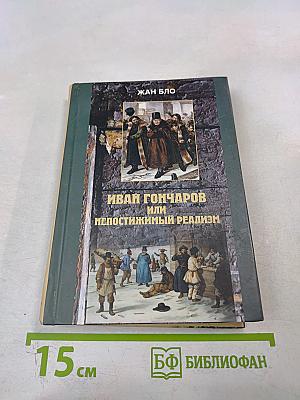 ЖАН БЛО
ИВАН ГОНЧАРОВ
ИЛИ
НЕПОСТИЖИМЫЙ РЕАЛИЗМ
15 см
БФ БИБЛИОФАН